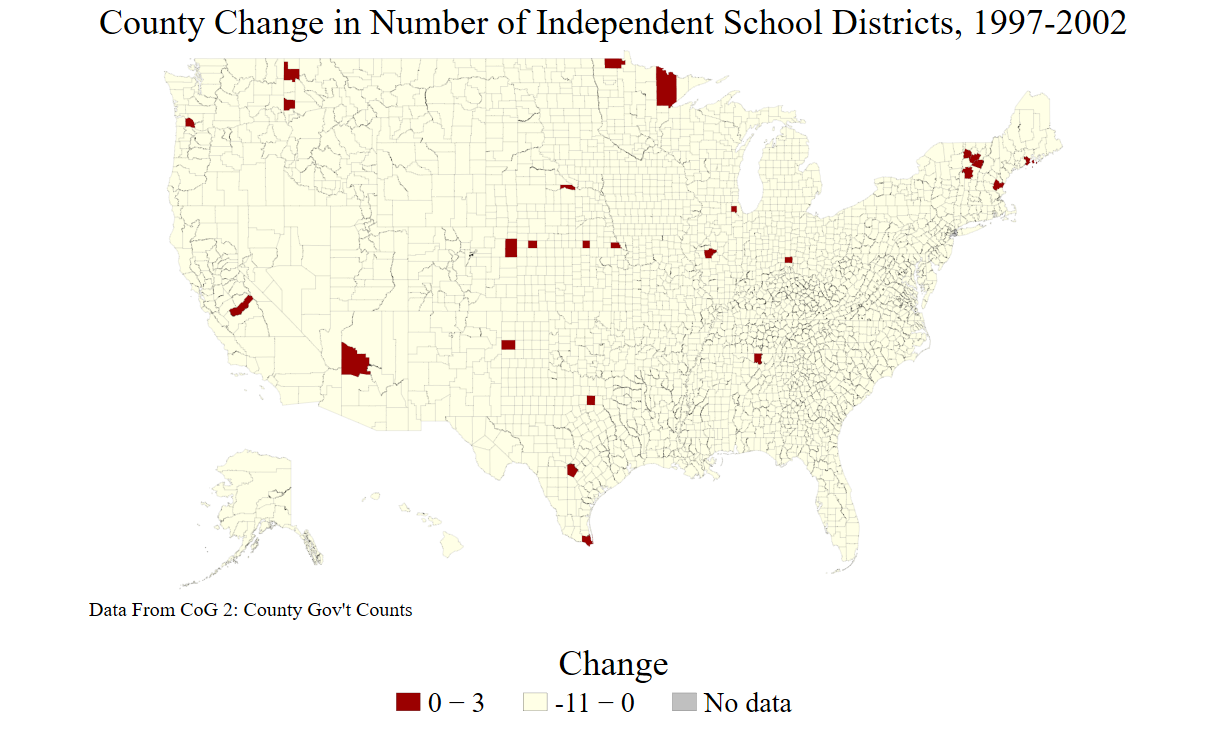 County Change in Number of Independent School Districts, 1997-2002
Data From CoG 2: County Gov't Counts
Change
0 − 3
-11 − 0
No data